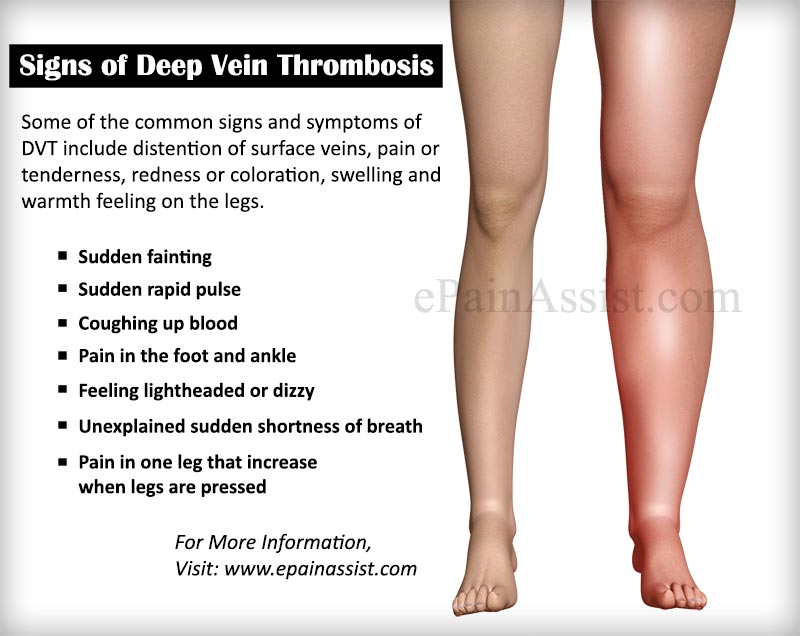 Signs of Deep Vein Thrombosis
Some of the common signs and symptoms of
DVT include distention of surface veins, pain or
tenderness, redness or coloration, swelling and
warmth feeling on the legs.
▪ Sudden fainting
▪ Sudden rapid pulse
▪ Coughing up blood
▪ Pain in the foot and ankle
▪ Feeling lightheaded or dizzy
▪ Unexplained sudden shortness of breath
▪ Pain in one leg that increase
when legs are pressed
For More Information,
Visit: www.epainassist.com
ePainAssist.com